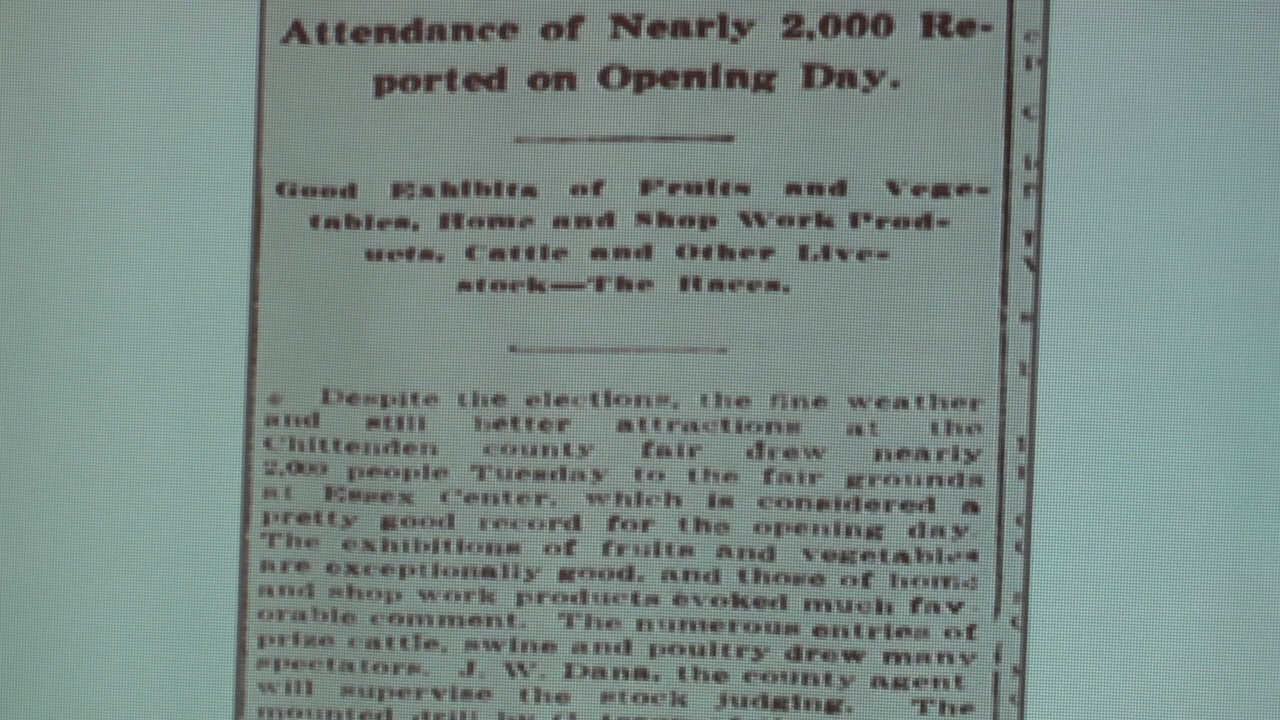 Attendance of Nearly 2,000 Re-
ported on Opening Day.
Good Exhibits of Fruits and Vege-
tables, Home and Shop Work Prod-
ucts, Cattle and Other Live-
stock—The Races.
Despite the elections, the fine weather
and still better attractions at the
Chittenden county fair drew nearly
2,000 people Tuesday to the fair grounds
at Essex Center, which is considered a
pretty good record for the opening day.
The exhibitions of fruits and vegetables
are exceptionally good, and those of home
and shop work products evoked much fav-
orable comment. The numerous entries of
prize cattle, swine and poultry drew many
spectators. J. W. Dana, the county agent
will supervise the stock judging. The
mounted drill by